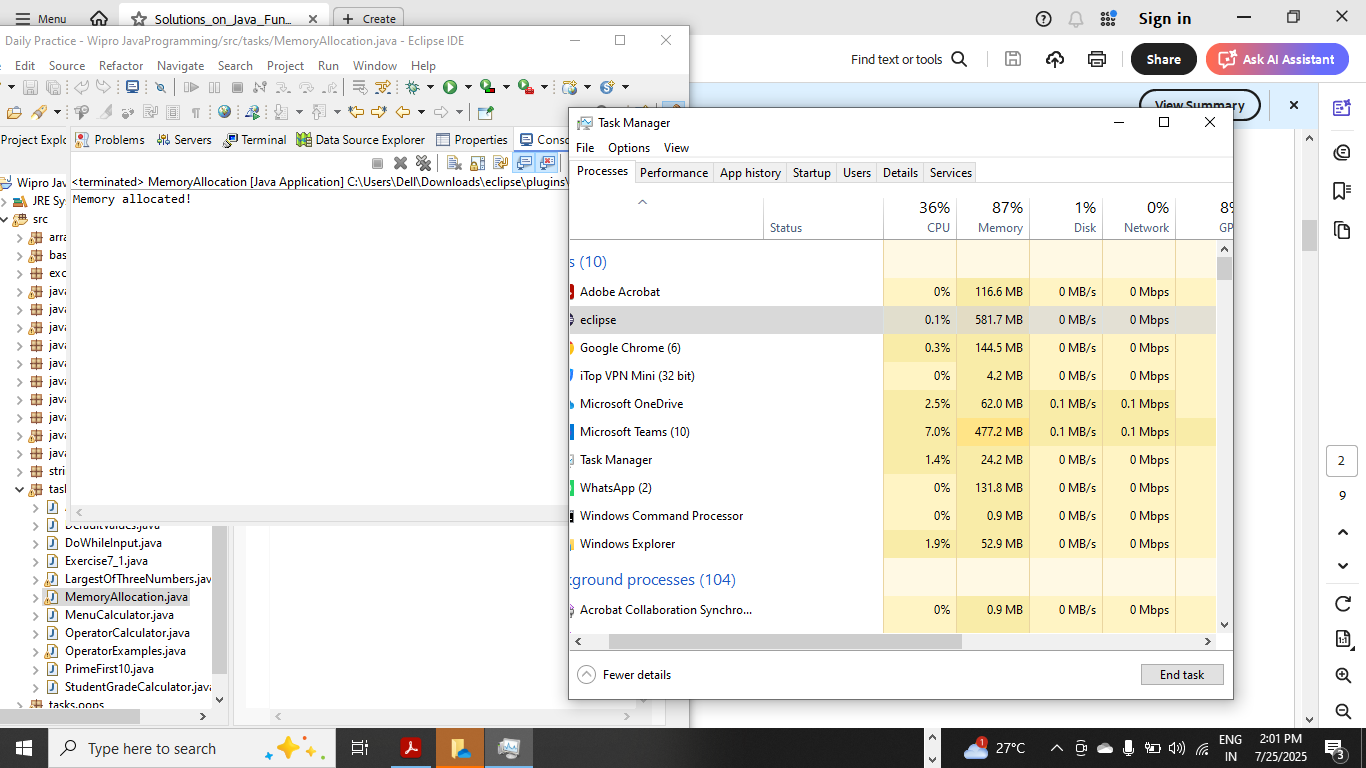 Menu
Solutions_on_Java_Fun...
Create
Sign in
Daily Practice - Wipro JavaProgramming/src/tasks/MemoryAllocation.java - Eclipse IDE
Edit Source Refactor Navigate Search Project Run Window Help
Find text or tools
Share
Ask AI Assistant
View Summary
Project Explo
Problems Servers Terminal Data Source Explorer Properties Conso
<terminated> MemoryAllocation [Java Application] C:\Users\Dell\Downloads\eclipse\plugins\
Memory allocated!
Wipro Jav
JRE Sy
src
arra
bas
exc
java
java
java
java
java
java
java
java
java
java
stri
task
DefaultValues.java
DoWhileInput.java
Exercise7_1.java
LargestOfThreeNumbers.jav
MemoryAllocation.java
MenuCalculator.java
OperatorCalculator.java
OperatorExamples.java
PrimeFirst10.java
StudentGradeCalculator.java
tasks.oops
Task Manager
File Options View
Processes Performance App history Startup Users Details Services
36% 87% 1% 0% 8%
Status CPU Memory Disk Network GP
s (10)
Adobe Acrobat 0% 116.6 MB 0 MB/s 0 Mbps
eclipse 0.1% 581.7 MB 0 MB/s 0 Mbps
Google Chrome (6) 0.3% 144.5 MB 0 MB/s 0 Mbps
iTop VPN Mini (32 bit) 0% 4.2 MB 0 MB/s 0 Mbps
Microsoft OneDrive 2.5% 62.0 MB 0.1 MB/s 0.1 Mbps
Microsoft Teams (10) 7.0% 477.2 MB 0.1 MB/s 0.1 Mbps
Task Manager 1.4% 24.2 MB 0 MB/s 0 Mbps
WhatsApp (2) 0% 131.8 MB 0 MB/s 0 Mbps
Windows Command Processor 0% 0.9 MB 0 MB/s 0 Mbps
Windows Explorer 1.9% 52.9 MB 0 MB/s 0 Mbps
kground processes (104)
Acrobat Collaboration Synchro... 0% 0.9 MB 0 MB/s 0 Mbps
Fewer details
End task
2
9
1:1
Type here to search
1
27°C
ENG
IN
2:01 PM
7/25/2025
3